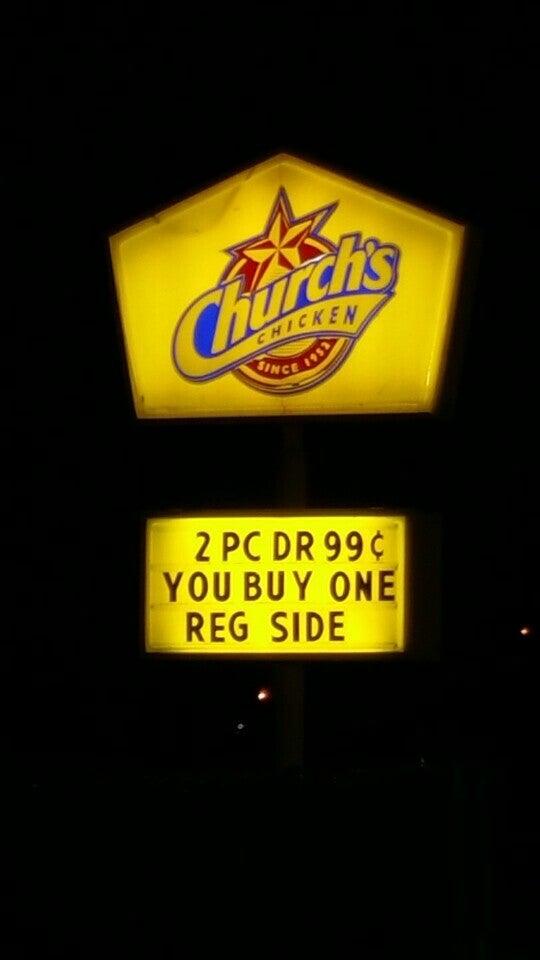 Church's
CHICKEN
SINCE 1952
2 PC DR 99¢
YOU BUY ONE
REG SIDE